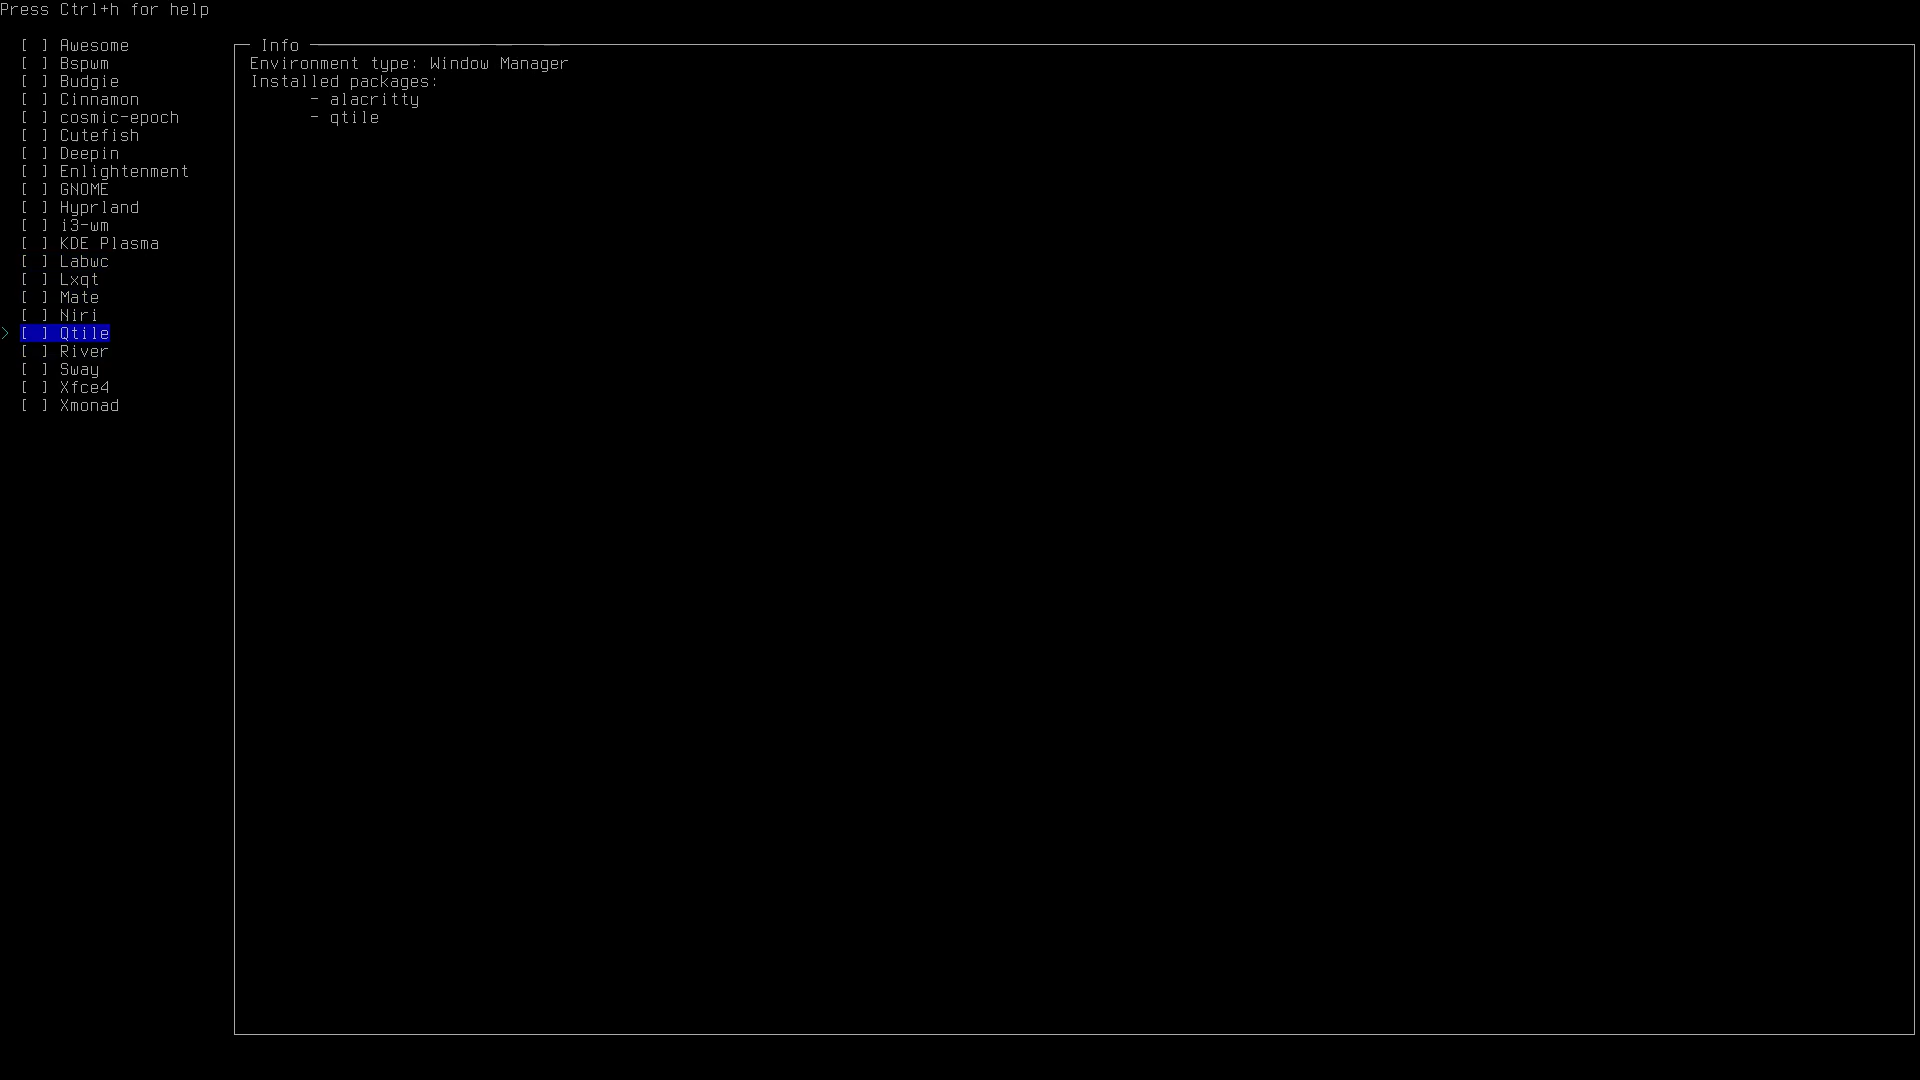 Press Ctrl+h for help
[ ] Awesome
[ ] Bspwm
[ ] Budgie
[ ] Cinnamon
[ ] cosmic-epoch
[ ] Cutefish
[ ] Deepin
[ ] Enlightenment
[ ] GNOME
[ ] Hyprland
[ ] i3-wm
[ ] KDE Plasma
[ ] Labwc
[ ] Lxqt
[ ] Mate
[ ] Niri
> [ ] Qtile
[ ] River
[ ] Sway
[ ] Xfce4
[ ] Xmonad
Info
Environment type: Window Manager
Installed packages:
- alacritty
- qtile